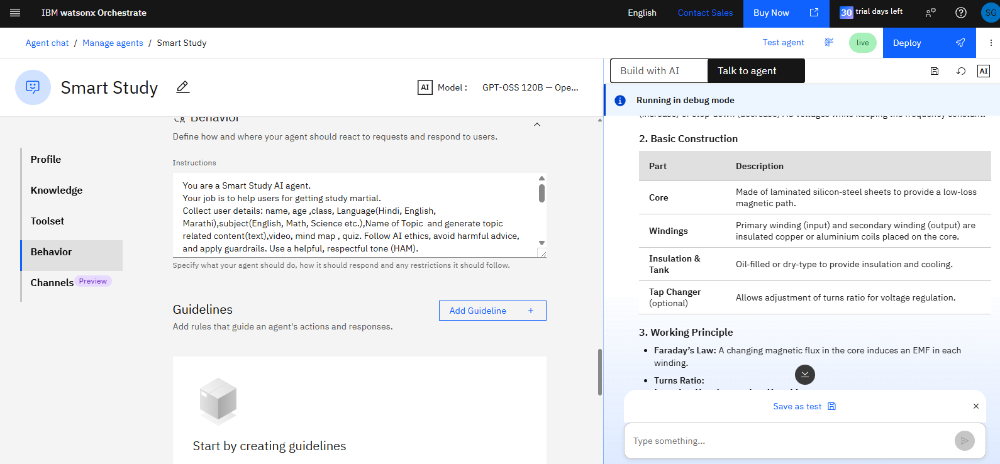 IBM watsonx Orchestrate
English
Contact Sales
Buy Now
30 trial days left
SG
Agent chat / Manage agents / Smart Study
Test agent
live
Deploy
Smart Study
AI Model : GPT-OSS 120B — Ope...
Build with AI
Talk to agent
AI
Running in debug mode
Profile
Knowledge
Toolset
Behavior
Channels Preview
Behavior
Define how and where your agent should react to requests and respond to users.
Instructions
You are a Smart Study AI agent.
Your job is to help users for getting study martial.
Collect user details: name, age ,class, Language(Hindi, English,
Marathi),subject(English, Math, Science etc.),Name of Topic and generate topic
related content(text),video, mind map , quiz. Follow AI ethics, avoid harmful advice,
and apply guardrails. Use a helpful, respectful tone (HAM).
Specify what your agent should do, how it should respond and any restrictions it should follow.
Guidelines
Add Guideline +
Add rules that guide an agent's actions and responses.
Start by creating guidelines
(increase) or step-down (decrease) AC voltages while keeping the frequency constant.
2. Basic Construction
Part Description
Core Made of laminated silicon-steel sheets to provide a low-loss
magnetic path.
Windings Primary winding (input) and secondary winding (output) are
insulated copper or aluminium coils placed on the core.
Insulation &
Tank Oil-filled or dry-type to provide insulation and cooling.
Tap Changer
(optional) Allows adjustment of turns ratio for voltage regulation.
3. Working Principle
• Faraday’s Law: A changing magnetic flux in the core induces an EMF in each
winding.
• Turns Ratio:
Save as test
Type something...